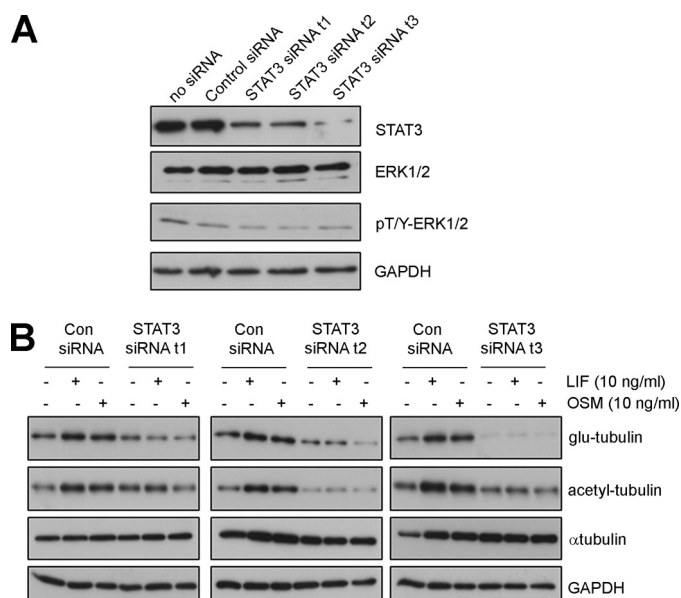 A
no siRNA
Control siRNA
STAT3 siRNA t1
STAT3 siRNA t2
STAT3 siRNA t3
STAT3
ERK1/2
pT/Y-ERK1/2
GAPDH
B
Con siRNA STAT3 siRNA t1 Con siRNA STAT3 siRNA t2 Con siRNA STAT3 siRNA t3
- + - - + - - + - - + - - + - - + - LIF (10 ng/ml)
- - + - - + - - + - - + - - + - - + OSM (10 ng/ml)
glu-tubulin
acetyl-tubulin
αtubulin
GAPDH